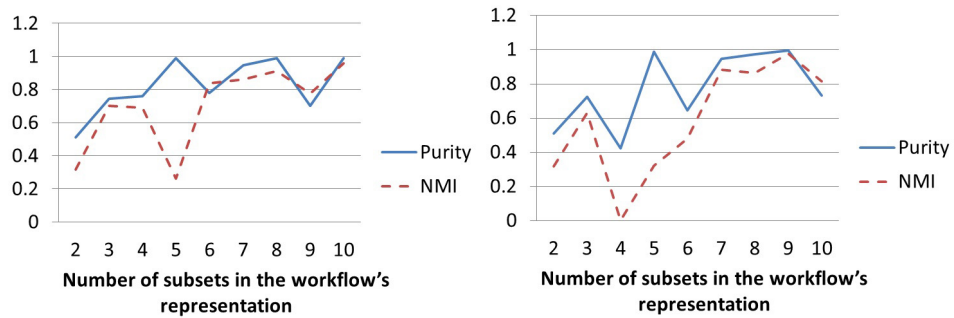 1.2
1
0.8
0.6
0.4
0.2
0
2 3 4 5 6 7 8 9 10
Number of subsets in the workflow's
representation
Purity
NMI
1.2
1
0.8
0.6
0.4
0.2
0
2 3 4 5 6 7 8 9 10
Number of subsets in the workflow's
representation
Purity
NMI